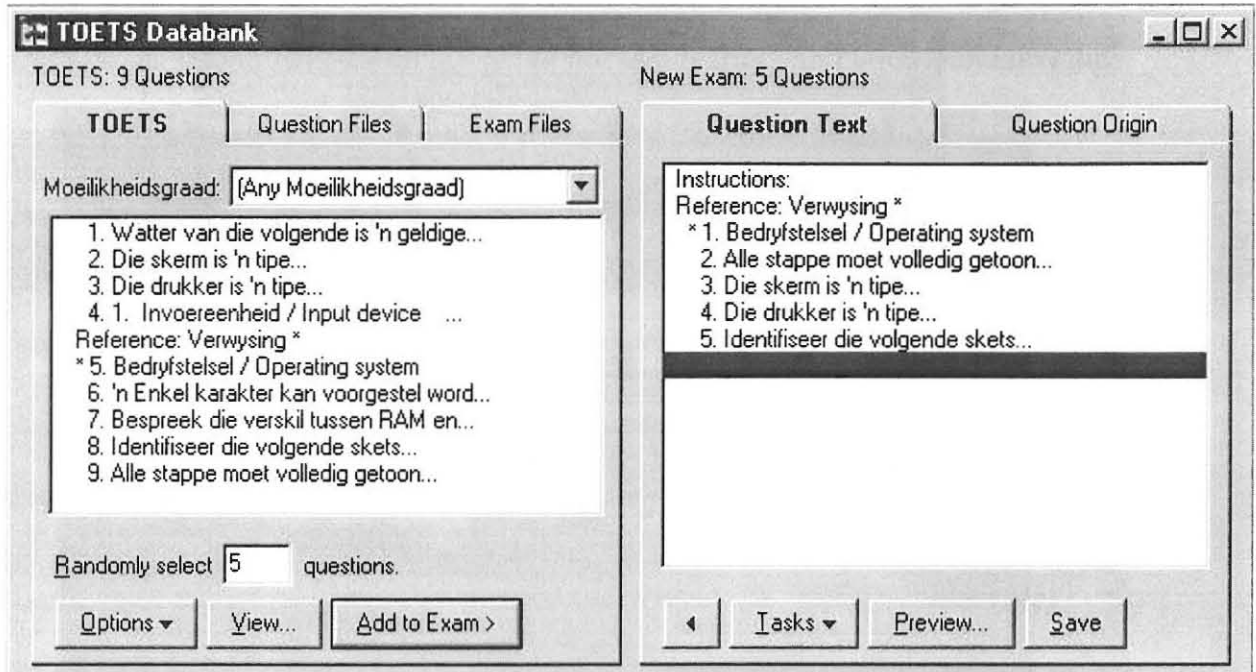 TOETS Databank
TOETS: 9 Questions
New Exam: 5 Questions
TOETS
Question Files
Exam Files
Moeilikheidsgraad: (Any Moeilikheidsgraad)
1. Watter van die volgende is 'n geldige...
2. Die skerm is 'n tipe...
3. Die drukker is 'n tipe...
4. 1. Invoereenheid / Input device ...
Reference: Verwysing *
* 5. Bedryfstelsel / Operating system
6. 'n Enkel karakter kan voorgestel word...
7. Bespreek die verskil tussen RAM en...
8. Identifiseer die volgende skets...
9. Alle stappe moet volledig getoon...
Randomly select 5 questions.
Options
View...
Add to Exam >
Question Text
Question Origin
Instructions:
Reference: Verwysing *
* 1. Bedryfstelsel / Operating system
2. Alle stappe moet volledig getoon...
3. Die skerm is 'n tipe...
4. Die drukker is 'n tipe...
5. Identifiseer die volgende skets...
Tasks
Preview...
Save